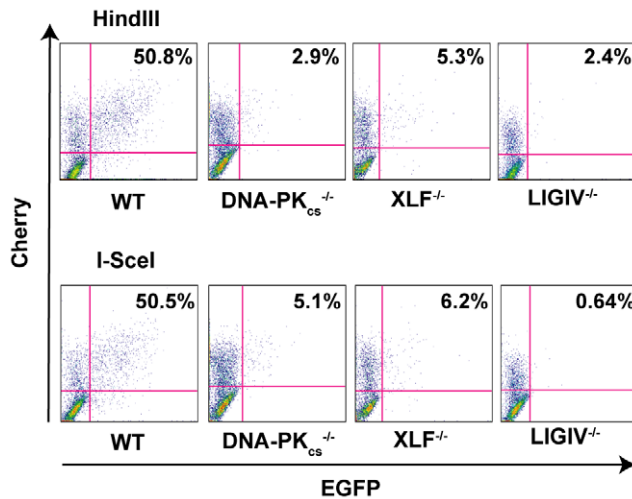 HindIII
50.8% 2.9% 5.3% 2.4%
WT DNA-PKcs-/- XLF-/- LIGIV-/-
Cherry
I-SceI
50.5% 5.1% 6.2% 0.64%
WT DNA-PKcs-/- XLF-/- LIGIV-/-
EGFP